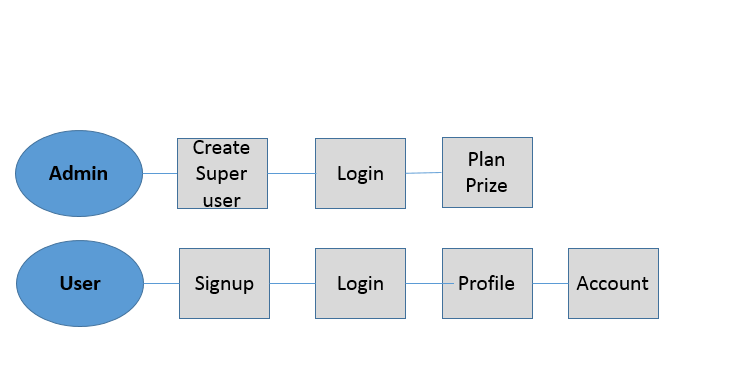 Admin
Create
Super
user
Login
Plan
Prize
User
Signup
Login
Profile
Account